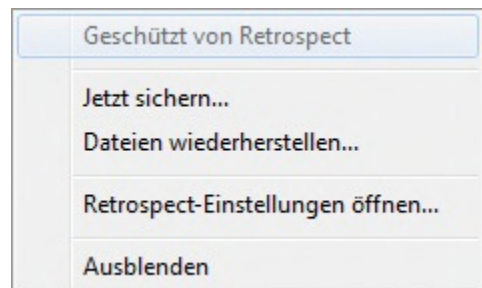 Geschützt von Retrospect
Jetzt sichern...
Dateien wiederherstellen...
Retrospect-Einstellungen öffnen...
Ausblenden